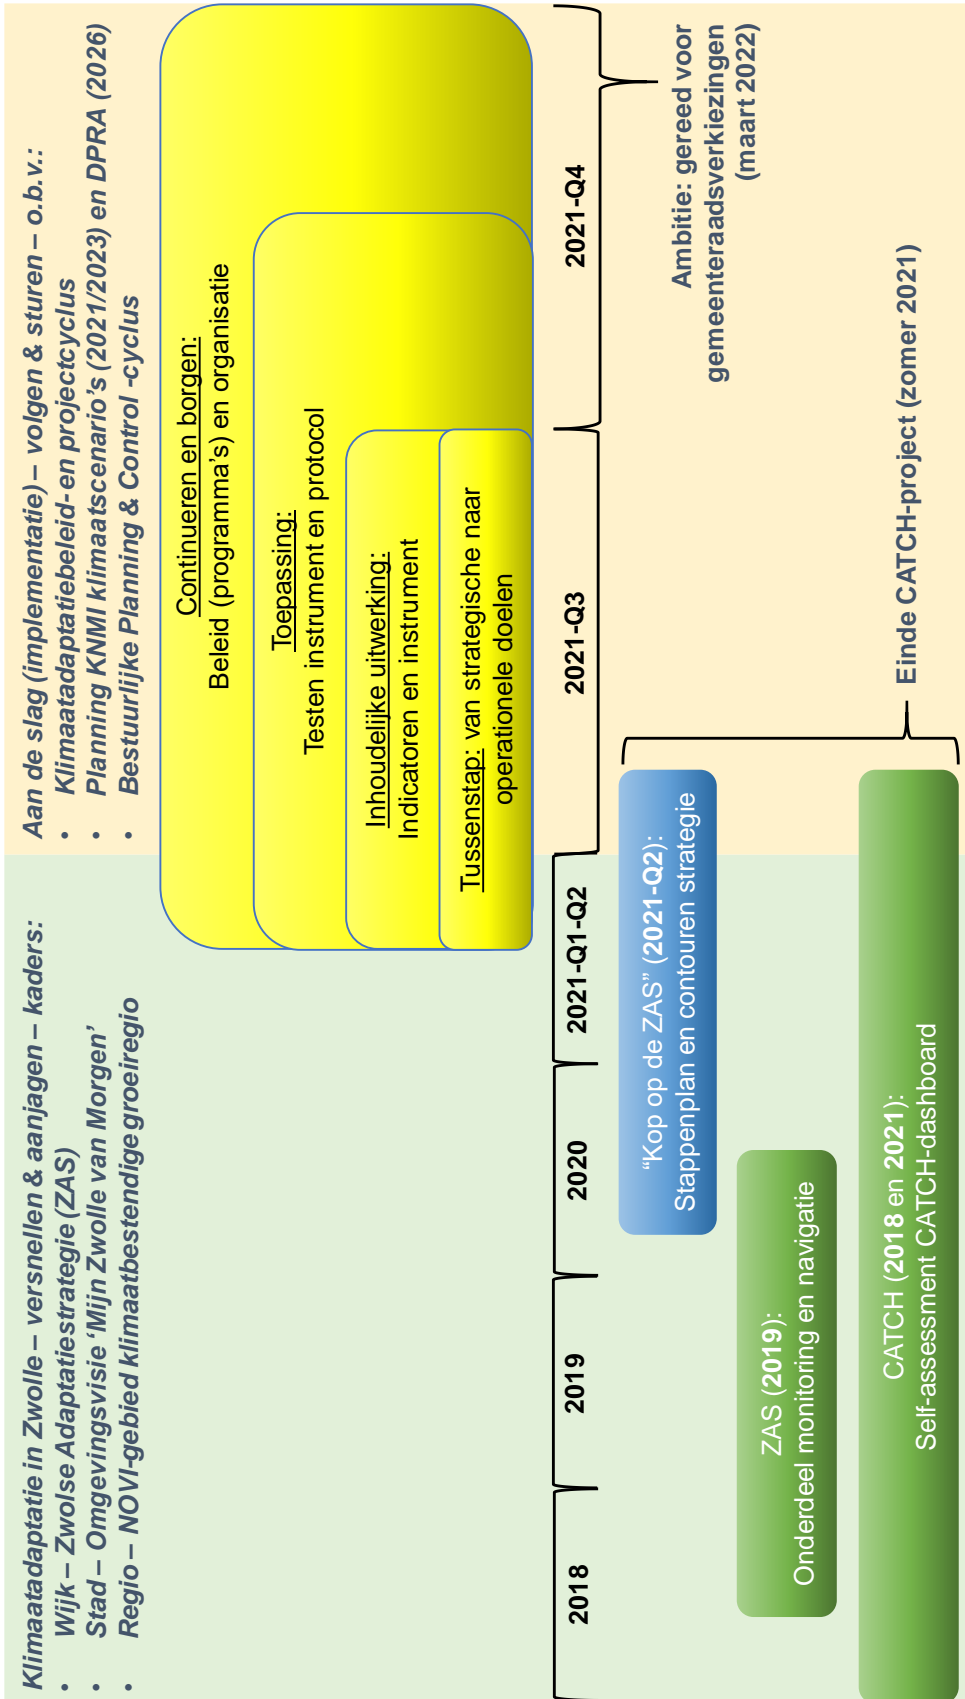 Klimaatadaptatie in Zwolle – versnellen & aanjagen – kaders:
• Wijk – Zwolse Adaptatiestrategie (ZAS)
• Stad – Omgevingsvisie ‘Mijn Zwolle van Morgen’
• Regio – NOVI-gebied klimaatbestendige groeiregio
Aan de slag (implementatie) – volgen & sturen – o.b.v.:
• Klimaatadaptatiebeleid- en projectcyclus
• Planning KNMI klimaatscenario’s (2021/2023) en DPRA (2026)
• Bestuurlijke Planning & Control -cyclus
Continueren en borgen:
Beleid (programma’s) en organisatie
Toepassing:
Testen instrument en protocol
Inhoudelijke uitwerking:
Indicatoren en instrument
Tussenstap: van strategische naar
operationele doelen
2018
2019
2020
2021-Q1-Q2
2021-Q3
2021-Q4
“Kop op de ZAS” (2021-Q2):
Stappenplan en contouren strategie
ZAS (2019):
Onderdeel monitoring en navigatie
CATCH (2018 en 2021):
Self-assessment CATCH-dashboard
Einde CATCH-project (zomer 2021)
Ambitie: gereed voor
gemeenteraadsverkiezingen
(maart 2022)